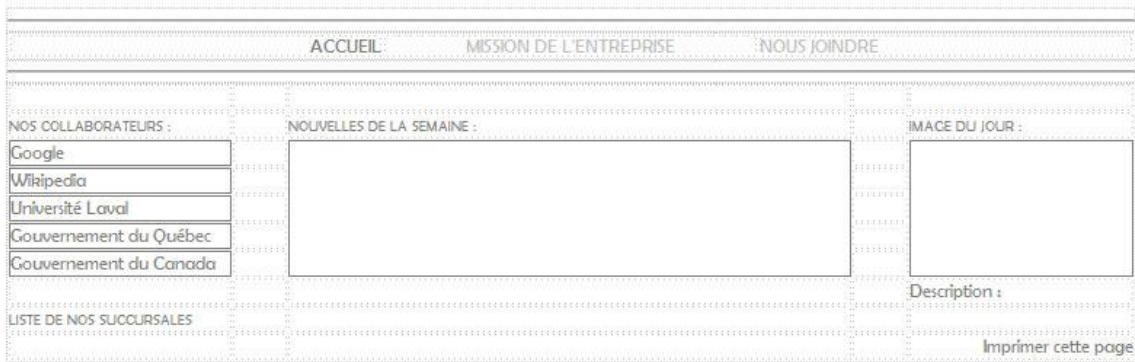 ACCUEIL MISSION DE L'ENTREPRISE NOUS JOINDRE
NOS COLLABORATEURS : NOUVELLES DE LA SEMAINE : IMAGE DU JOUR :
Google
Wikipedia
Université Laval
Gouvernement du Québec
Gouvernement du Canada
Description :
LISTE DE NOS SUCCURSALES
Imprimer cette page